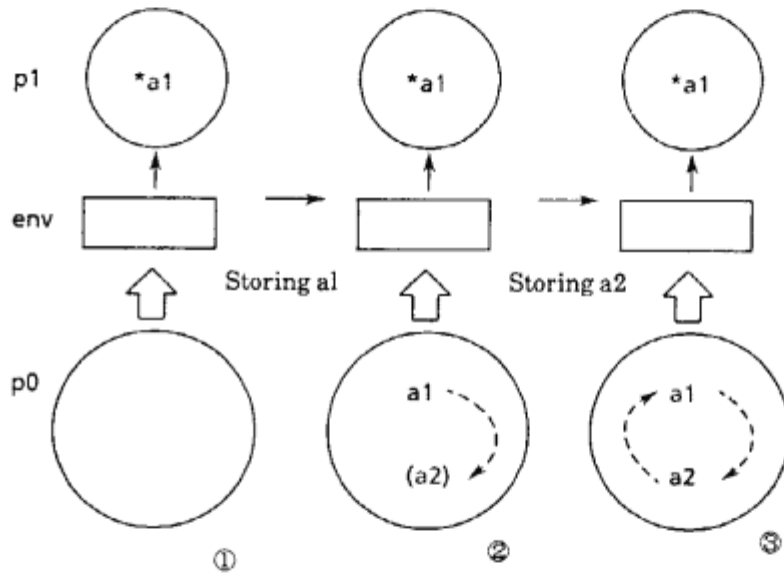 p1 *a1 *a1 *a1
env
Storing a1 Storing a2
p0 a1 a1
(a2) a2
① ② ③